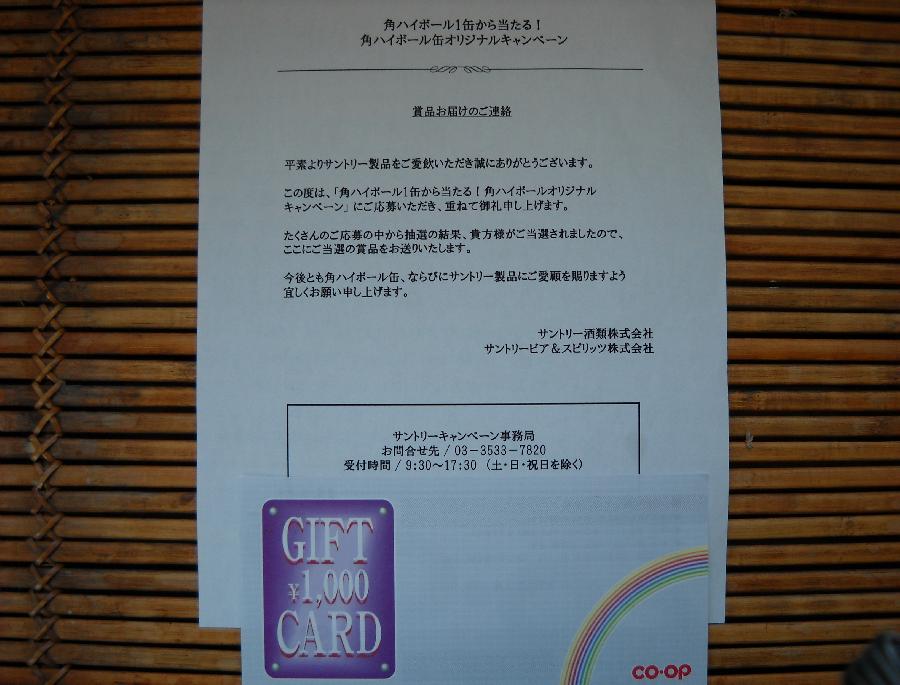 角ハイボール1缶から当たる！
角ハイボール缶オリジナルキャンペーン
賞品お届けのご連絡
平素よりサントリー製品をご愛飲いただき誠にありがとうございます。
この度は、「角ハイボール1缶から当たる！角ハイボールオリジナル
キャンペーン」にご応募いただき、重ねて御礼申し上げます。
たくさんのご応募の中から抽選の結果、貴方様がご当選されましたので、
ここにご当選の賞品をお送りいたします。
今後とも角ハイボール缶、ならびにサントリー製品にご愛顧を賜りますよう
宜しくお願い申し上げます。
サントリー酒類株式会社
サントリービア＆スピリッツ株式会社
サントリーキャンペーン事務局
お問合せ先 / 03－3533－7820
受付時間 / 9:30～17:30 （土・日・祝日を除く）
GIFT
¥1,000
CARD
CO・OP